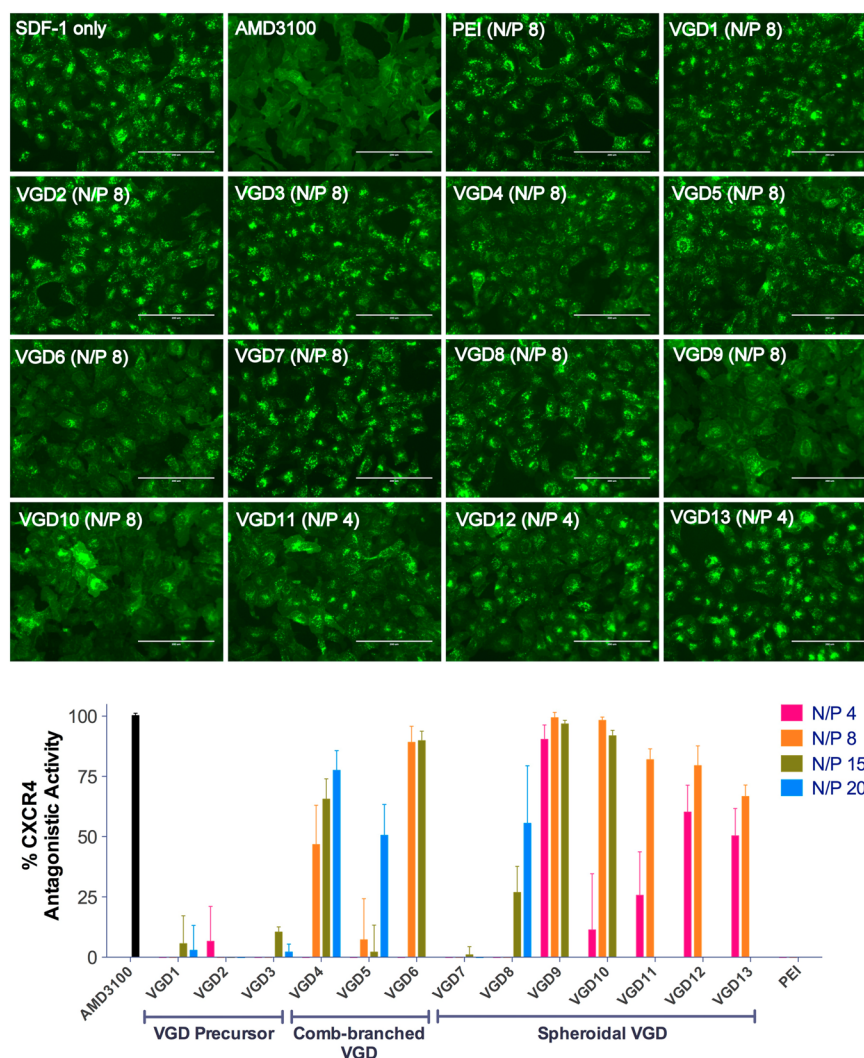 SDF-1 only
AMD3100
PEI (N/P 8)
VGD1 (N/P 8)
VGD2 (N/P 8)
VGD3 (N/P 8)
VGD4 (N/P 8)
VGD5 (N/P 8)
VGD6 (N/P 8)
VGD7 (N/P 8)
VGD8 (N/P 8)
VGD9 (N/P 8)
VGD10 (N/P 8)
VGD11 (N/P 4)
VGD12 (N/P 4)
VGD13 (N/P 4)
% CXCR4
Antagonistic Activity
100
75
50
25
0
N/P 4
N/P 8
N/P 15
N/P 20
AMD3100
VGD1
VGD2
VGD3
VGD4
VGD5
VGD6
VGD7
VGD8
VGD9
VGD10
VGD11
VGD12
VGD13
PEI
VGD Precursor
Comb-branched
VGD
Spheroidal VGD